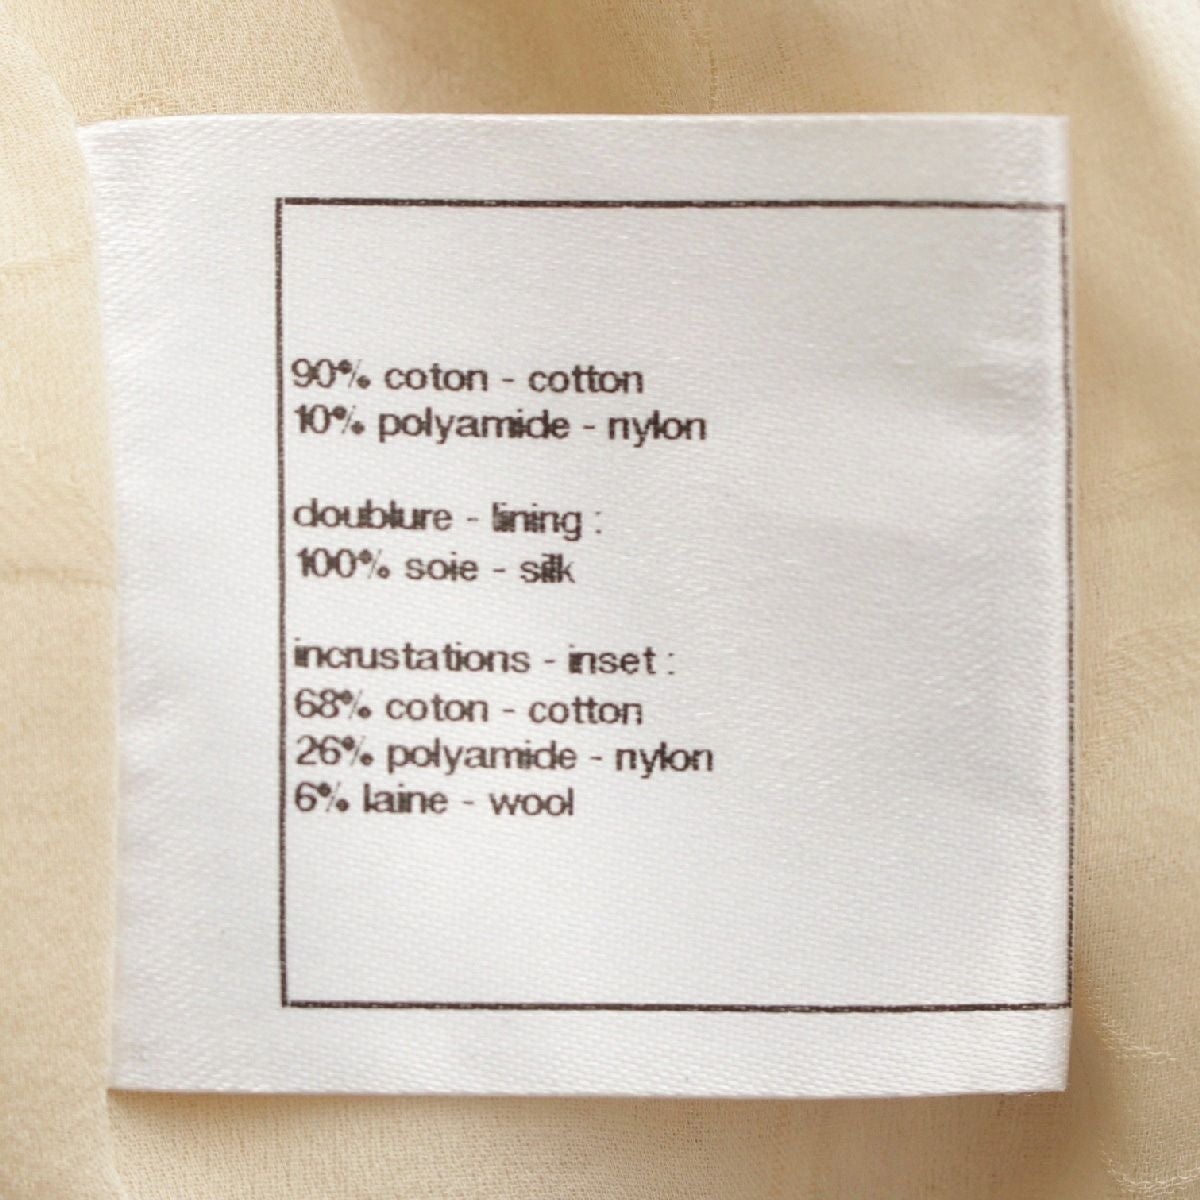 90% coton - cotton
10% polyamide - nylon
doublure - lining :
100% soie - silk
incrustations - inset :
68% coton - cotton
26% polyamide - nylon
6% laine - wool